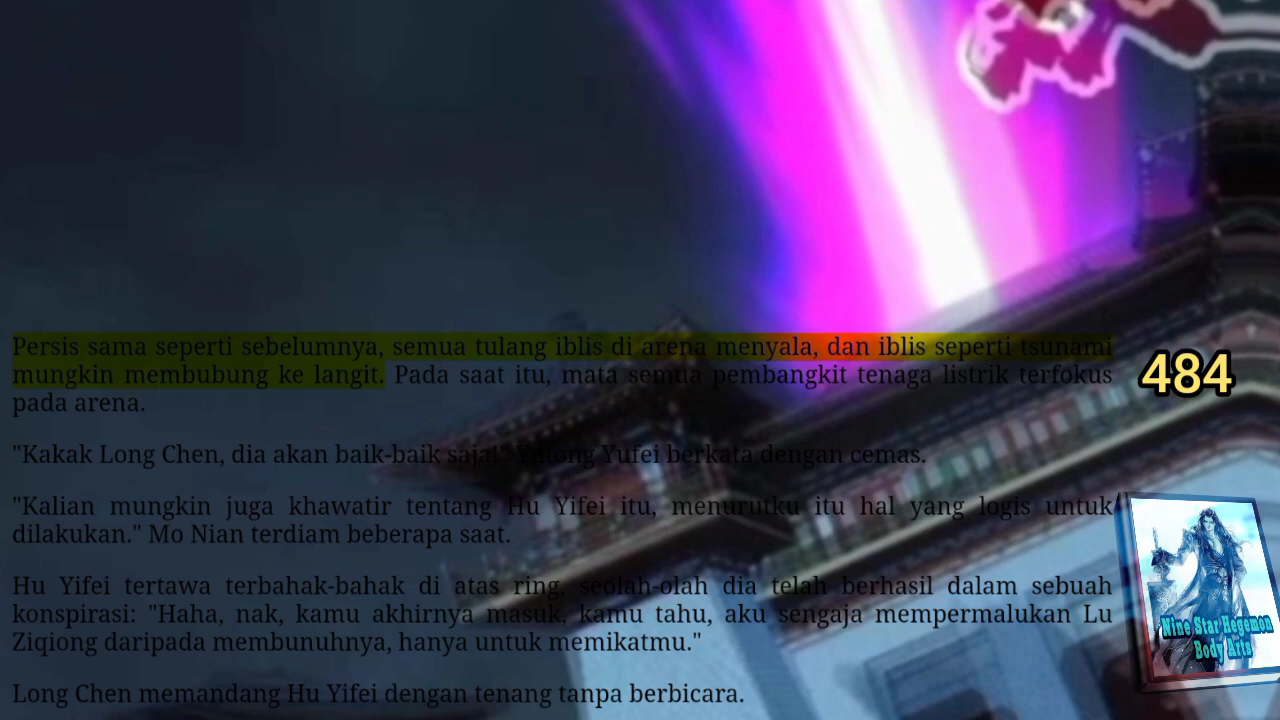 Persis sama seperti sebelumnya, semua tulang iblis di arena menyala, dan iblis seperti tsunami
mungkin membubung ke langit. Pada saat itu, mata semua pembangkit tenaga listrik terfokus
pada arena.
484
"Kakak Long Chen, dia akan baik-baik saja!" Yutong Yufei berkata dengan cemas.
"Kalian mungkin juga khawatir tentang Hu Yifei itu, menurutku itu hal yang logis untuk
dilakukan." Mo Nian terdiam beberapa saat.
Hu Yifei tertawa terbahak-bahak di atas ring, seolah-olah dia telah berhasil dalam sebuah
konspirasi: "Haha, nak, kamu akhirnya masuk, kamu tahu, aku sengaja mempermalukan Lu
Ziqiong daripada membunuhnya, hanya untuk memikatmu."
Long Chen memandang Hu Yifei dengan tenang tanpa berbicara.
Nine Star Hegemon
Body Arts